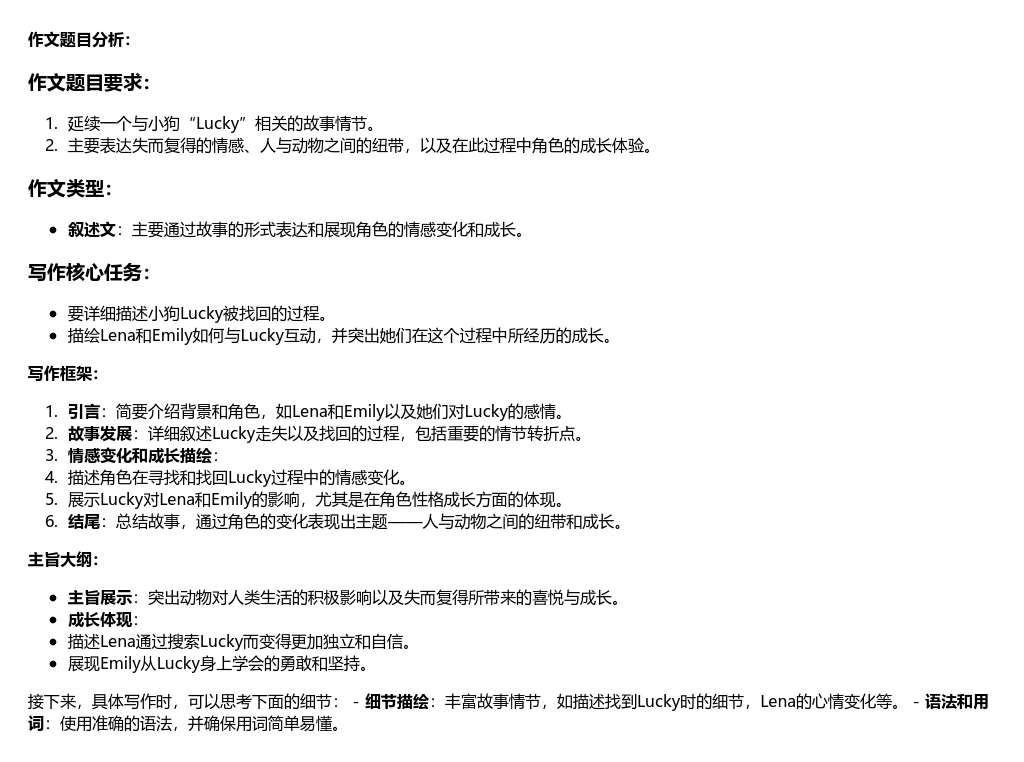 作文题目分析：
作文题目要求：
1. 延续一个与小狗“Lucky”相关的故事情节。
2. 主要表达失而复得的情感、人与动物之间的纽带，以及在此过程中角色的成长体验。
作文类型：
• 叙述文：主要通过故事的形式表达和展现角色的情感变化和成长。
写作核心任务：
• 要详细描述小狗Lucky被找回的过程。
• 描绘Lena和Emily如何与Lucky互动，并突出她们在这个过程中所经历的成长。
写作框架：
1. 引言：简要介绍背景和角色，如Lena和Emily以及她们对Lucky的感情。
2. 故事发展：详细叙述Lucky走失以及找回的过程，包括重要的情节转折点。
3. 情感变化和成长描绘：
4. 描述角色在寻找和找回Lucky过程中的情感变化。
5. 展示Lucky对Lena和Emily的影响，尤其是在角色性格成长方面的体现。
6. 结尾：总结故事，通过角色的变化表现出主题——人与动物之间的纽带和成长。
主旨大纲：
• 主旨展示：突出动物对人类生活的积极影响以及失而复得所带来的喜悦与成长。
• 成长体现：
• 描述Lena通过搜索Lucky而变得更加独立和自信。
• 展现Emily从Lucky身上学会的勇敢和坚持。
接下来，具体写作时，可以思考下面的细节： - 细节描绘：丰富故事情节，如描述找到Lucky时的细节，Lena的心情变化等。 - 语法和用
词：使用准确的语法，并确保用词简单易懂。